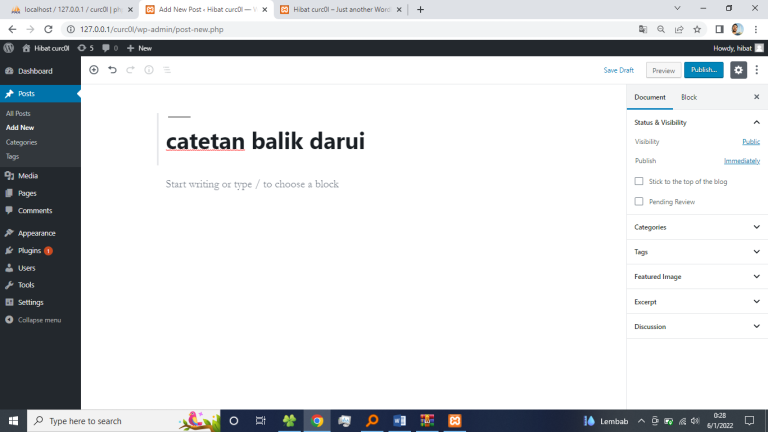 localhost / 127.0.0.1 / curc0l | ph
Add New Post ‹ Hibat curc0l — W
Hibat curc0l – Just another Word
127.0.0.1/curc0l/wp-admin/post-new.php
Hibat curc0l 5 0 + New
Howdy, hibat
Dashboard
Posts
All Posts
Add New
Categories
Tags
Media
Pages
Comments
Appearance
Plugins 1
Users
Tools
Settings
Collapse menu
Save Draft
Preview
Publish...
catetan balik darui
Start writing or type / to choose a block
Document
Block
Status & Visibility
Visibility
Public
Publish
Immediately
Stick to the top of the blog
Pending Review
Categories
Tags
Featured Image
Excerpt
Discussion
Type here to search
Lembab
0:28
6/1/2022